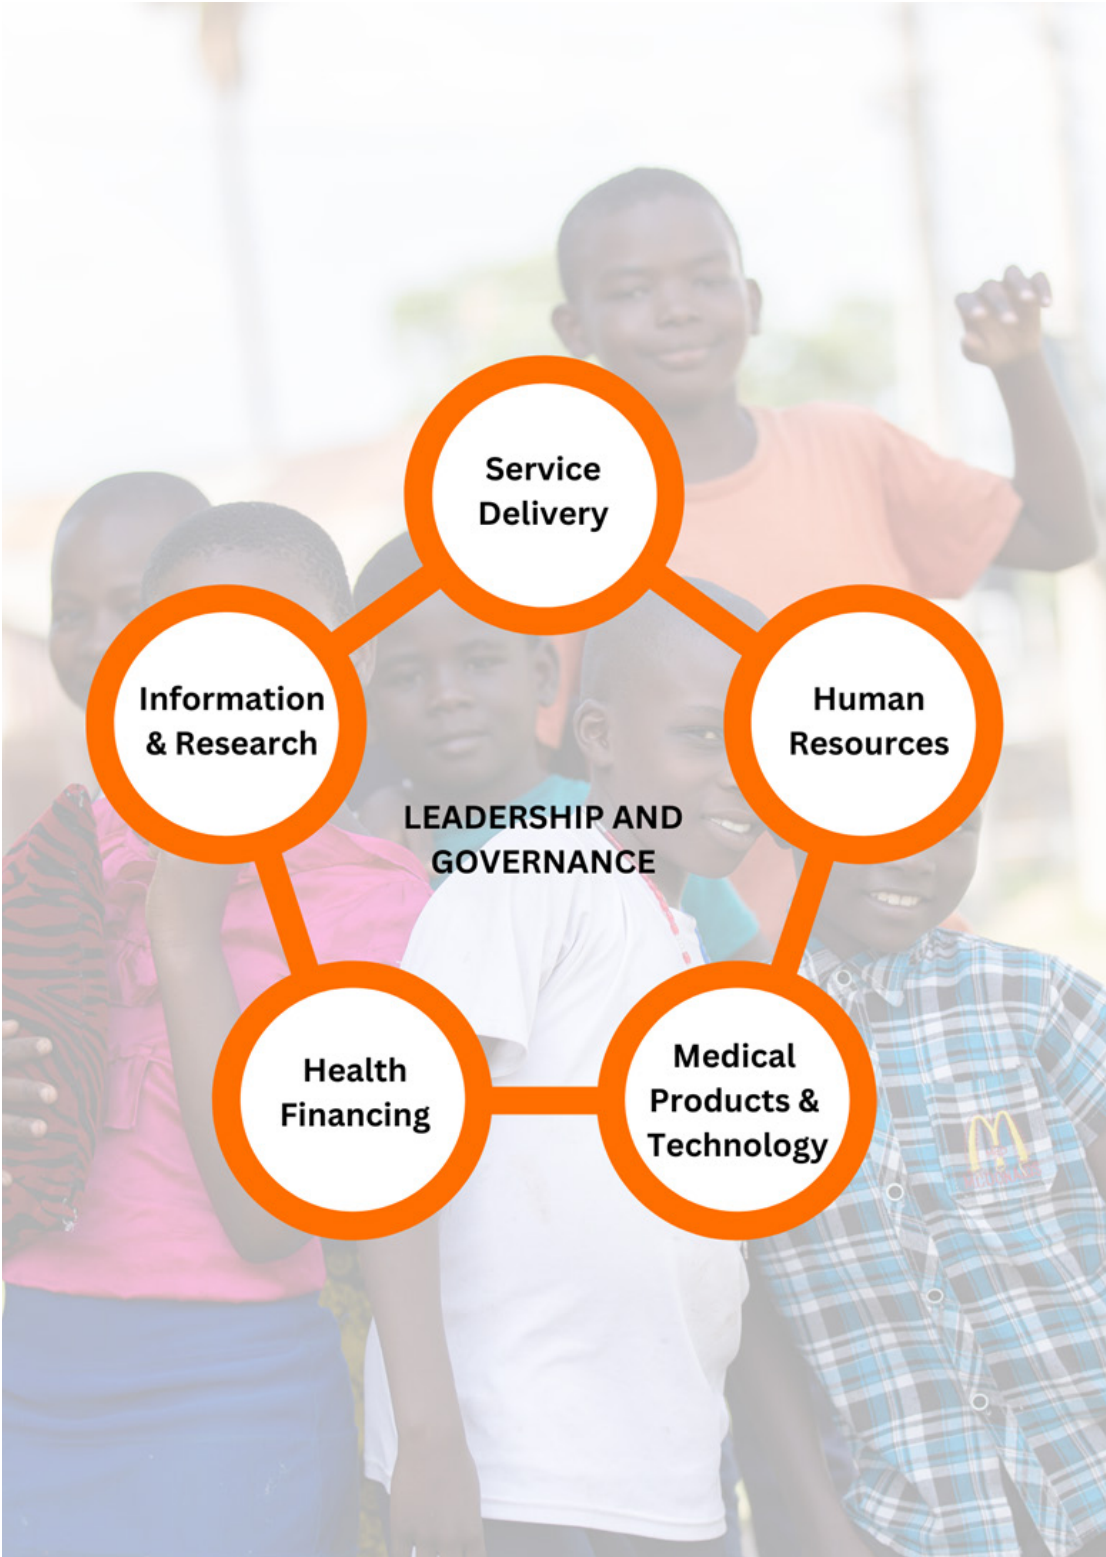 Service
Delivery
Information
& Research
Human
Resources
LEADERSHIP AND
GOVERNANCE
Health
Financing
Medical
Products &
Technology